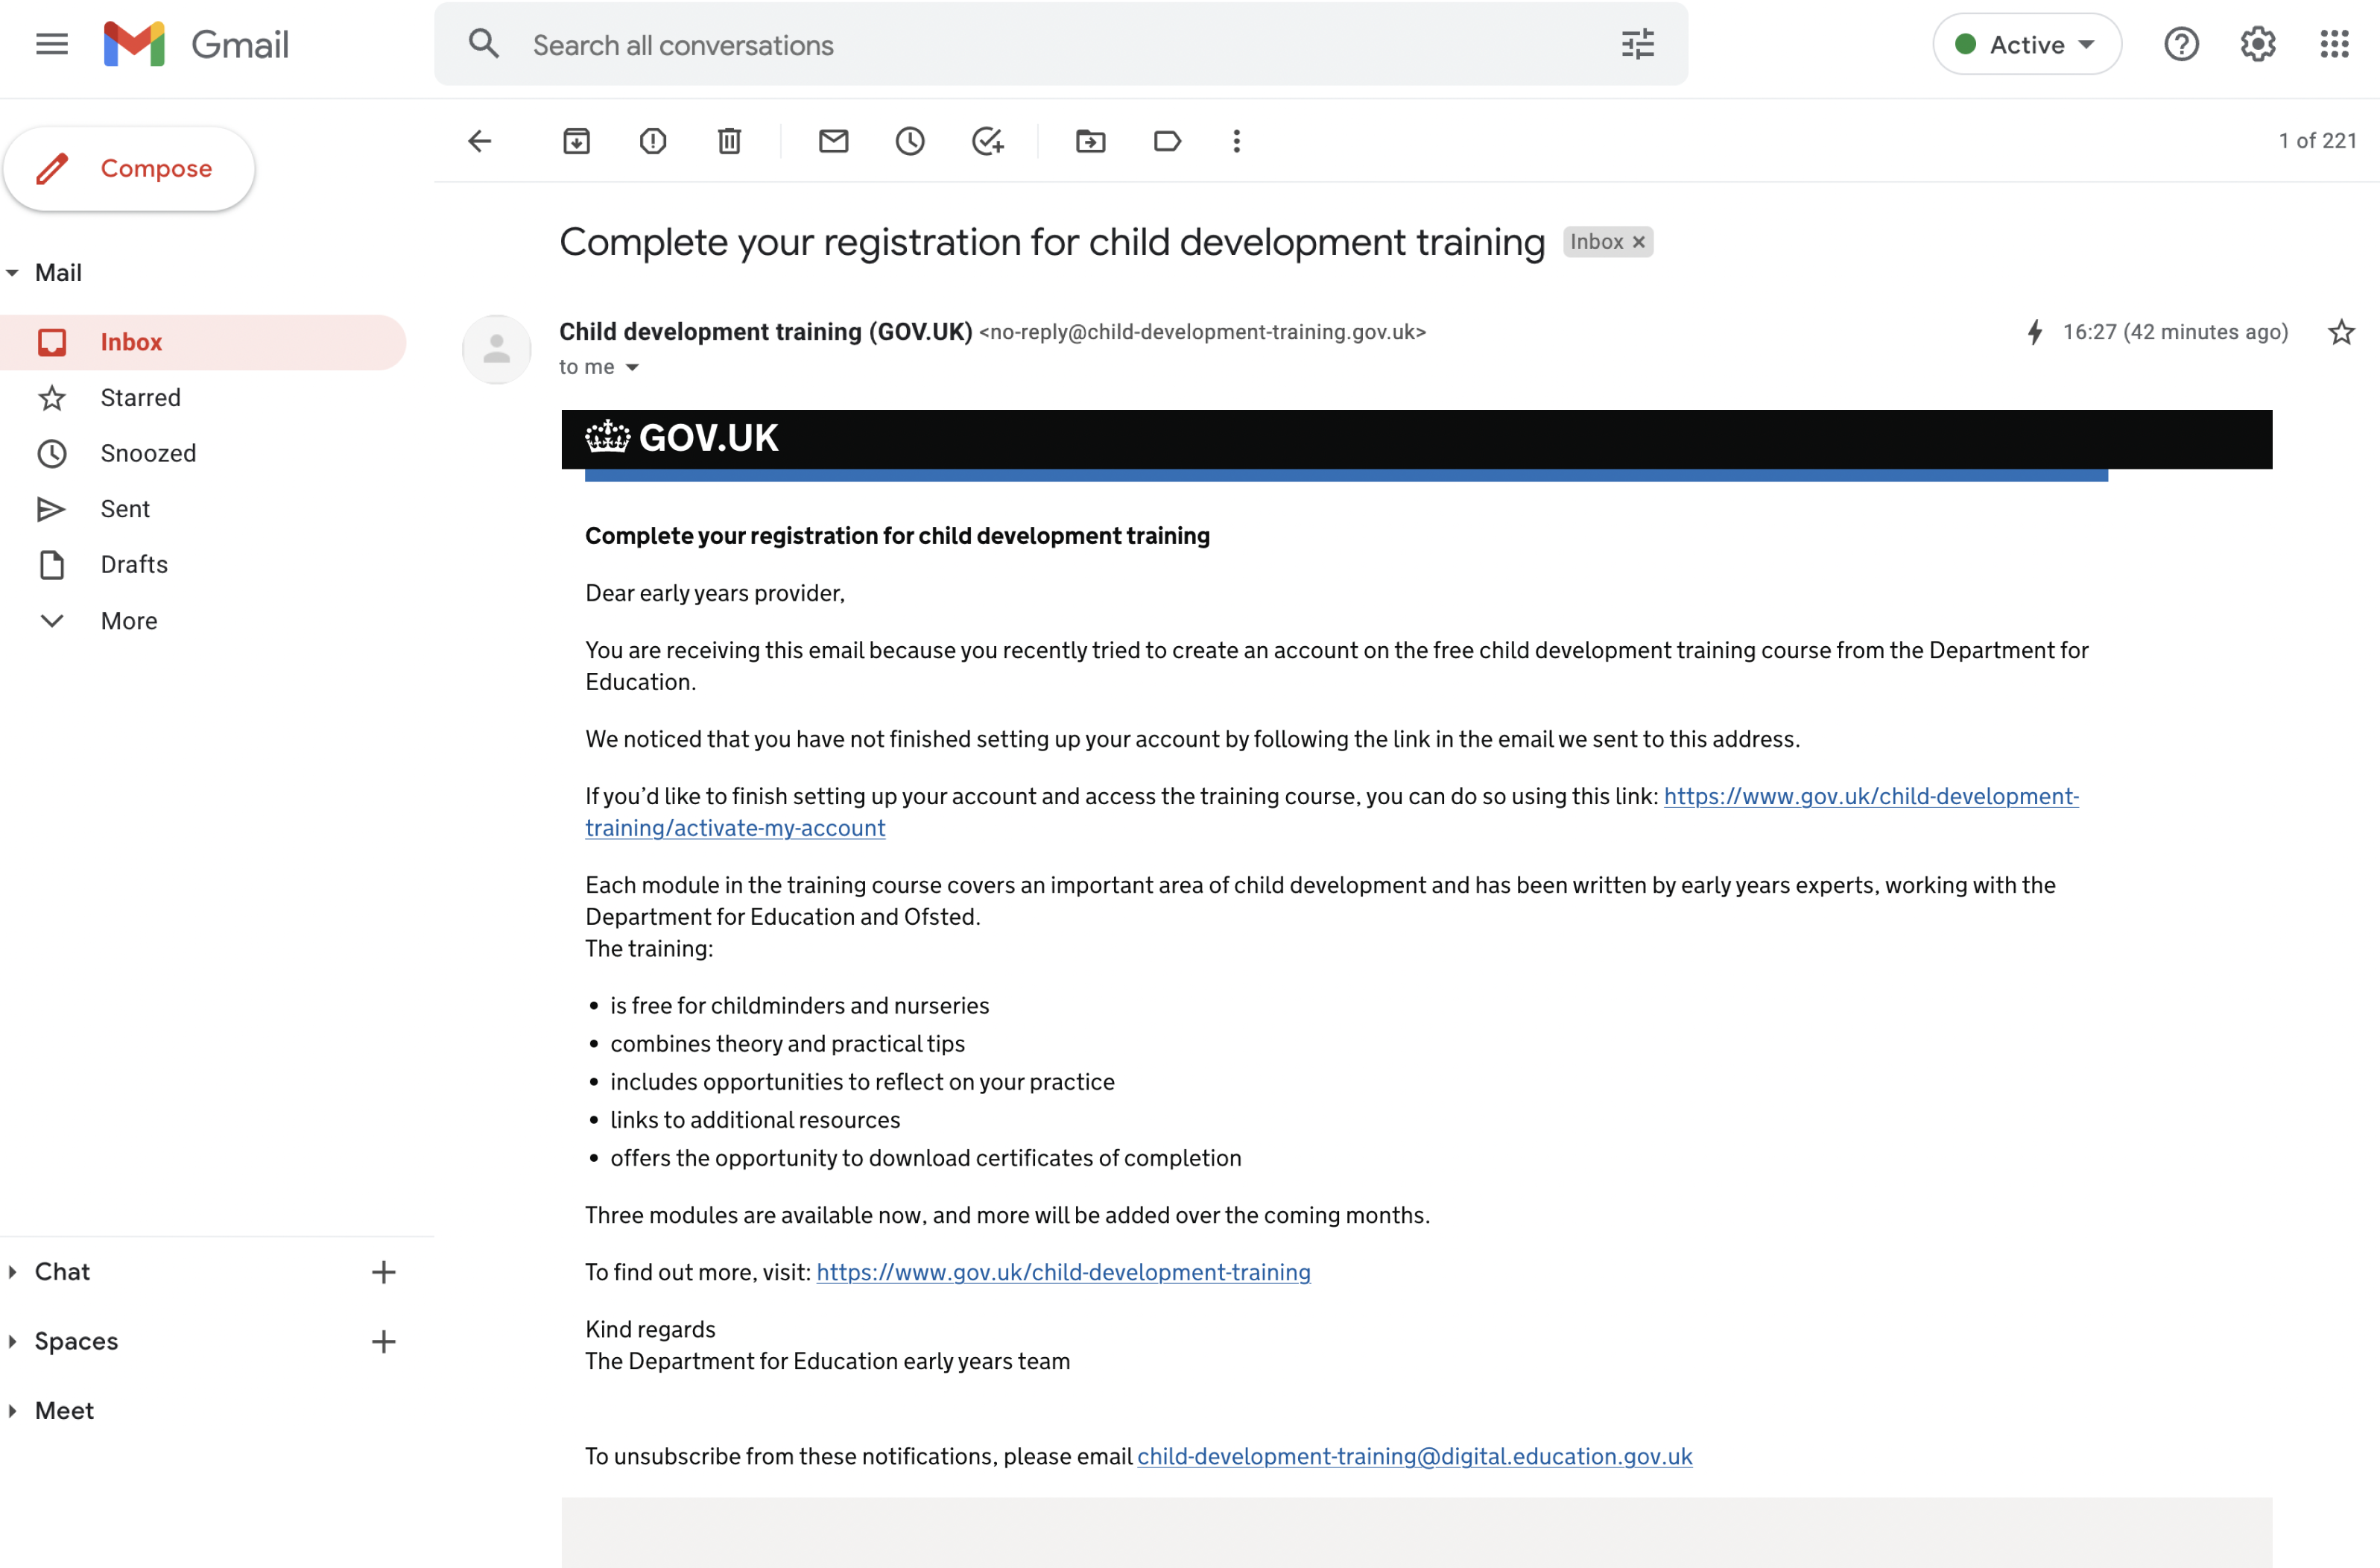 Gmail
Search all conversations
Active
Compose
1 of 221
Mail
Inbox
Starred
Snoozed
Sent
Drafts
More
Chat
Spaces
Meet
Complete your registration for child development training Inbox
Child development training (GOV.UK) <no-reply@child-development-training.gov.uk>
16:27 (42 minutes ago)
to me
GOV.UK
Complete your registration for child development training
Dear early years provider,
You are receiving this email because you recently tried to create an account on the free child development training course from the Department for
Education.
We noticed that you have not finished setting up your account by following the link in the email we sent to this address.
If you’d like to finish setting up your account and access the training course, you can do so using this link: https://www.gov.uk/child-development-
training/activate-my-account
Each module in the training course covers an important area of child development and has been written by early years experts, working with the
Department for Education and Ofsted.
The training:
• is free for childminders and nurseries
• combines theory and practical tips
• includes opportunities to reflect on your practice
• links to additional resources
• offers the opportunity to download certificates of completion
Three modules are available now, and more will be added over the coming months.
To find out more, visit: https://www.gov.uk/child-development-training
Kind regards
The Department for Education early years team
To unsubscribe from these notifications, please email child-development-training@digital.education.gov.uk